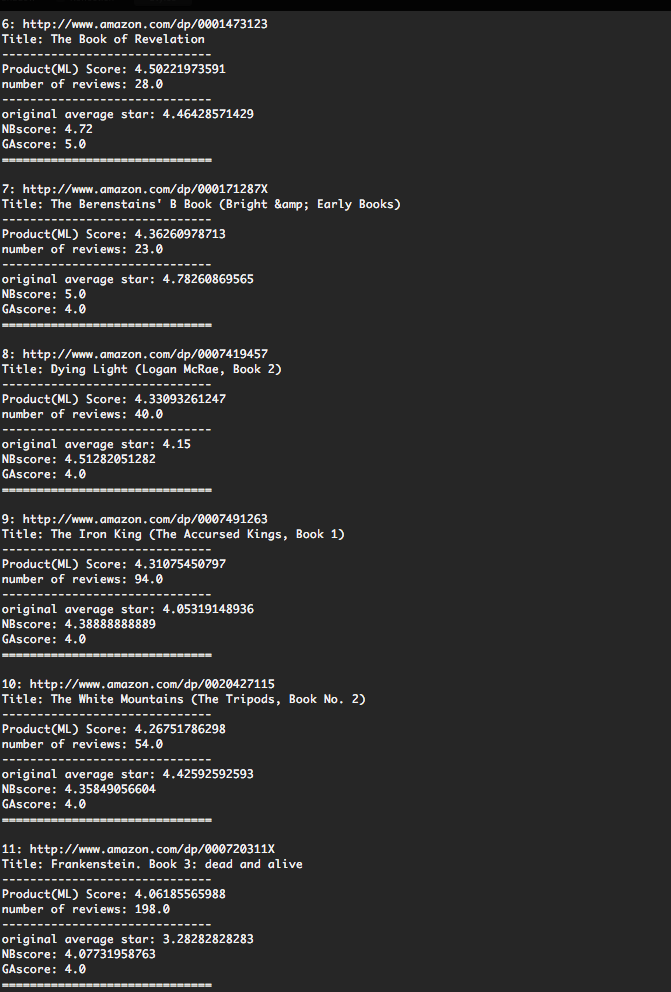 6: http://www.amazon.com/dp/0001473123
Title: The Book of Revelation
------------------------------
Product(ML) Score: 4.50221973591
number of reviews: 28.0
------------------------------
original average star: 4.46428571429
NBscore: 4.72
GAscore: 5.0
==============================
7: http://www.amazon.com/dp/000171287X
Title: The Berenstains' B Book (Bright &amp; Early Books)
------------------------------
Product(ML) Score: 4.36260978713
number of reviews: 23.0
------------------------------
original average star: 4.78260869565
NBscore: 5.0
GAscore: 4.0
==============================
8: http://www.amazon.com/dp/0007419457
Title: Dying Light (Logan McRae, Book 2)
------------------------------
Product(ML) Score: 4.33093261247
number of reviews: 40.0
------------------------------
original average star: 4.15
NBscore: 4.51282051282
GAscore: 4.0
==============================
9: http://www.amazon.com/dp/0007491263
Title: The Iron King (The Accursed Kings, Book 1)
------------------------------
Product(ML) Score: 4.31075450797
number of reviews: 94.0
------------------------------
original average star: 4.05319148936
NBscore: 4.38888888889
GAscore: 4.0
==============================
10: http://www.amazon.com/dp/0020427115
Title: The White Mountains (The Tripods, Book No. 2)
------------------------------
Product(ML) Score: 4.26751786298
number of reviews: 54.0
------------------------------
original average star: 4.42592592593
NBscore: 4.35849056604
GAscore: 4.0
==============================
11: http://www.amazon.com/dp/000720311X
Title: Frankenstein. Book 3: dead and alive
------------------------------
Product(ML) Score: 4.06185565988
number of reviews: 198.0
------------------------------
original average star: 3.28282828283
NBscore: 4.07731958763
GAscore: 4.0
==============================